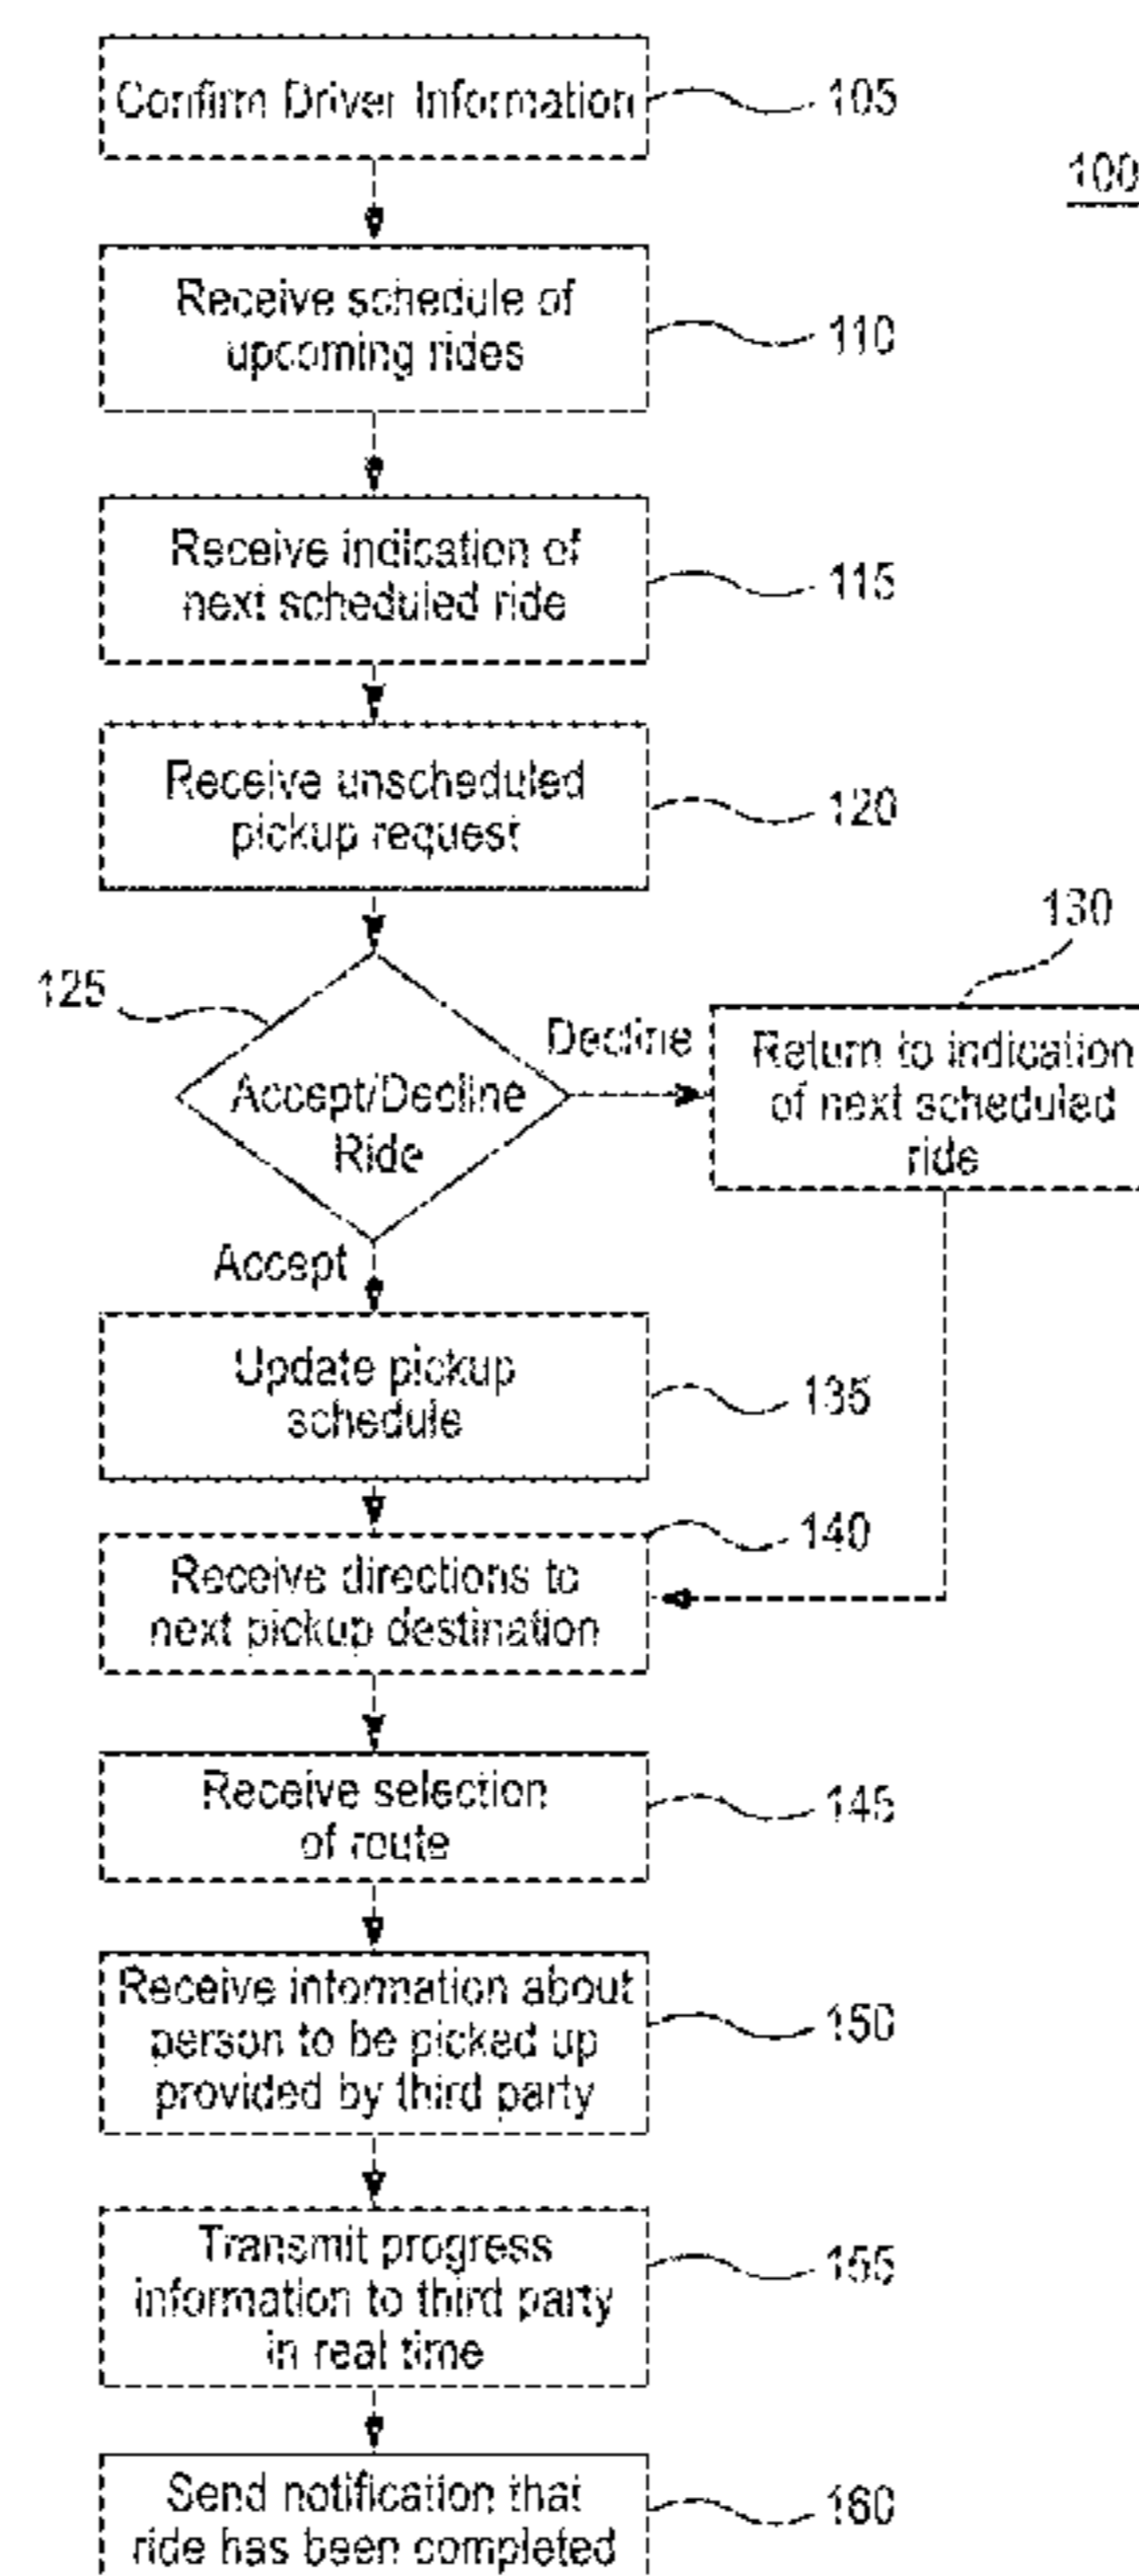 Confirm Driver Information
105
100
Receive schedule of
upcoming rides
110
Receive indication of
next scheduled ride
115
Receive unscheduled
pickup request
120
130
125
Decline
Return to indication
of next scheduled
ride
Accept/Decline
Ride
Accept
Update pickup
schedule
135
140
Receive directions to
next pickup destination
Receive selection
of route
145
Receive information about
person to be picked up
provided by third party
150
Transmit progress
information to third party
in real time
155
Send notification that
ride has been completed
160